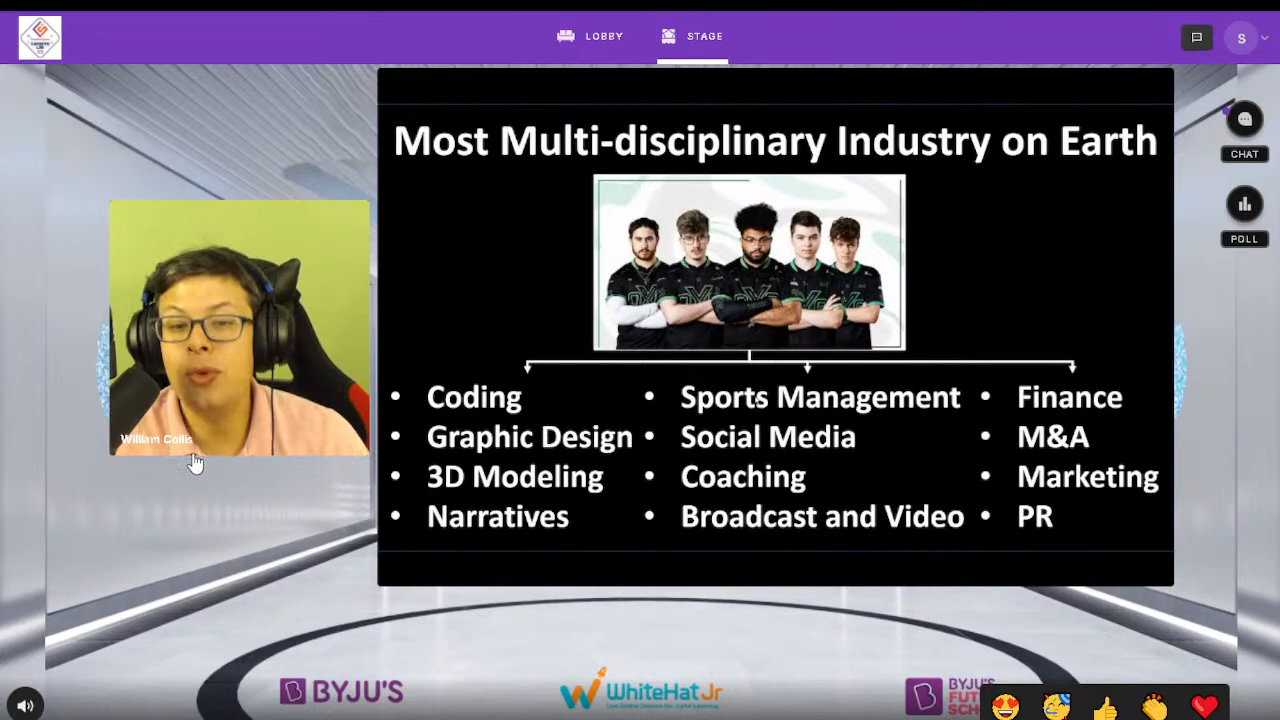 LOBBY
STAGE
S
CHAT
POLL
Most Multi-disciplinary Industry on Earth
William Collis
• Coding
• Graphic Design
• 3D Modeling
• Narratives
• Sports Management
• Social Media
• Coaching
• Broadcast and Video
• Finance
• M&A
• Marketing
• PR
BYJU'S
WhiteHat Jr
BYJU'S